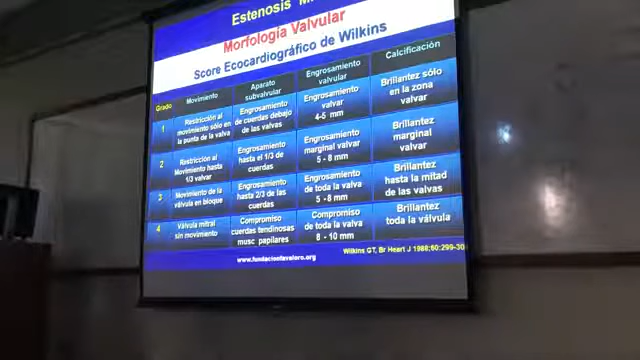 Estenosis
Morfología Valvular
Score Ecocardiográfico de Wilkins
Grado
Movimiento
Aparato
subvalvular
Engrosamiento
valvular
Calcificación
1
Restricción al
movimiento sólo en
la punta de la valva
Engrosamiento
de cuerdas debajo
de las valvas
Engrosamiento
valvar
4-5 mm
Brillantez sólo
en la zona
valvar
2
Restricción al
Movimiento hasta
1/3 valvar
Engrosamiento
hasta el 1/3 de
cuerdas
Engrosamiento
marginal valvar
5 - 8 mm
Brillantez
marginal
valvar
3
Movimiento de la
válvula en bloque
Engrosamiento
hasta 2/3 de las
cuerdas
Engrosamiento
de toda la valva
5 - 8 mm
Brillantez
hasta la mitad
de las valvas
4
Válvula mitral
sin movimiento
Compromiso
cuerdas tendinosas
musc papilares
Compromiso
de toda la valva
8 - 10 mm
Brillantez
toda la válvula
Wilkins GT, Br Heart J 1988;60:299-30
www.fundacionfavaloro.org